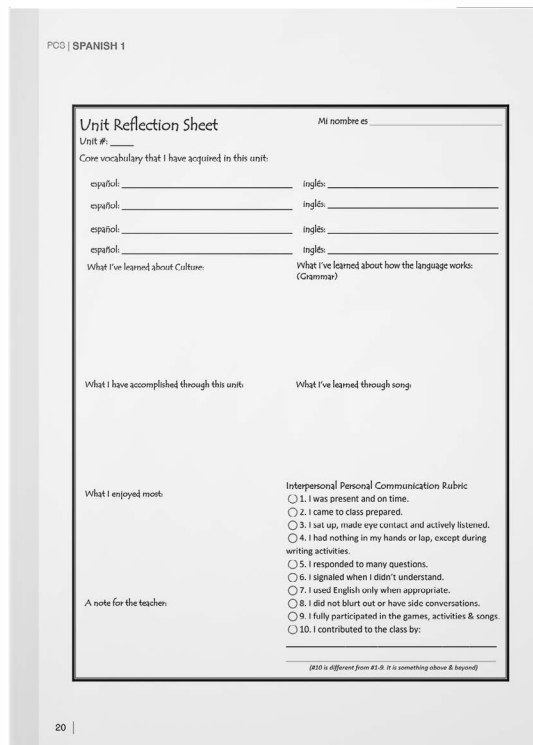 PCS | SPANISH 1
Unit Reflection Sheet
Mi nombre es
Unit #:
Core vocabulary that I have acquired in this unit:
español: inglés:
español: inglés:
español: inglés:
español: inglés:
What I've learned about Culture:
What I've learned about how the language works:
(Grammar)
What I have accomplished through this unit:
What I've learned through song:
What I enjoyed most:
A note for the teacher:
Interpersonal Personal Communication Rubric
1. I was present and on time.
2. I came to class prepared.
3. I sat up, made eye contact and actively listened.
4. I had nothing in my hands or lap, except during
writing activities.
5. I responded to many questions.
6. I signaled when I didn't understand.
7. I used English only when appropriate.
8. I did not blurt out or have side conversations.
9. I fully participated in the games, activities & songs.
10. I contributed to the class by:
(#10 is different from #1-9. It is something above & beyond)
20 |